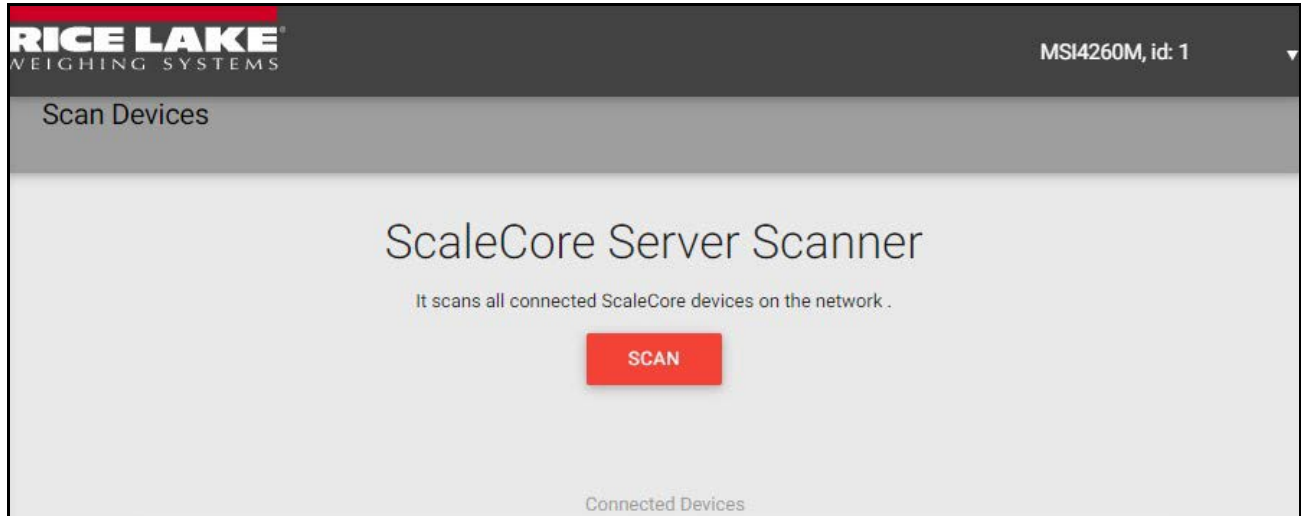 RICE LAKE®
WEIGHING SYSTEMS
MSI4260M, id: 1
Scan Devices
ScaleCore Server Scanner
It scans all connected ScaleCore devices on the network .
SCAN
Connected Devices